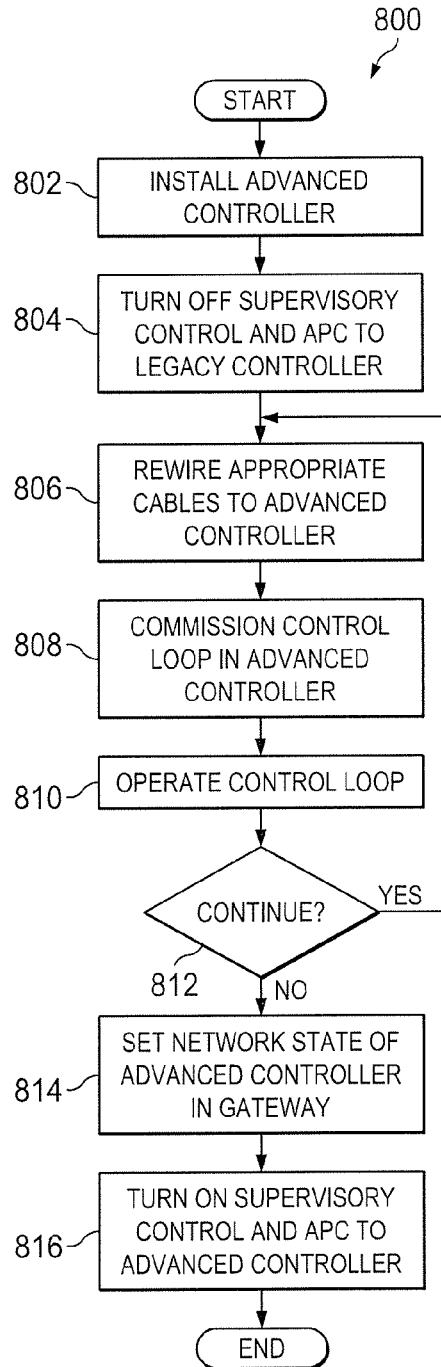 800
START
802
INSTALL ADVANCED
CONTROLLER
804
TURN OFF SUPERVISORY
CONTROL AND APC TO
LEGACY CONTROLLER
806
REWIRE APPROPRIATE
CABLES TO ADVANCED
CONTROLLER
808
COMMISSION CONTROL
LOOP IN ADVANCED
CONTROLLER
810
OPERATE CONTROL LOOP
CONTINUE?
YES
812
NO
814
SET NETWORK STATE OF
ADVANCED CONTROLLER
IN GATEWAY
816
TURN ON SUPERVISORY
CONTROL AND APC TO
ADVANCED CONTROLLER
END